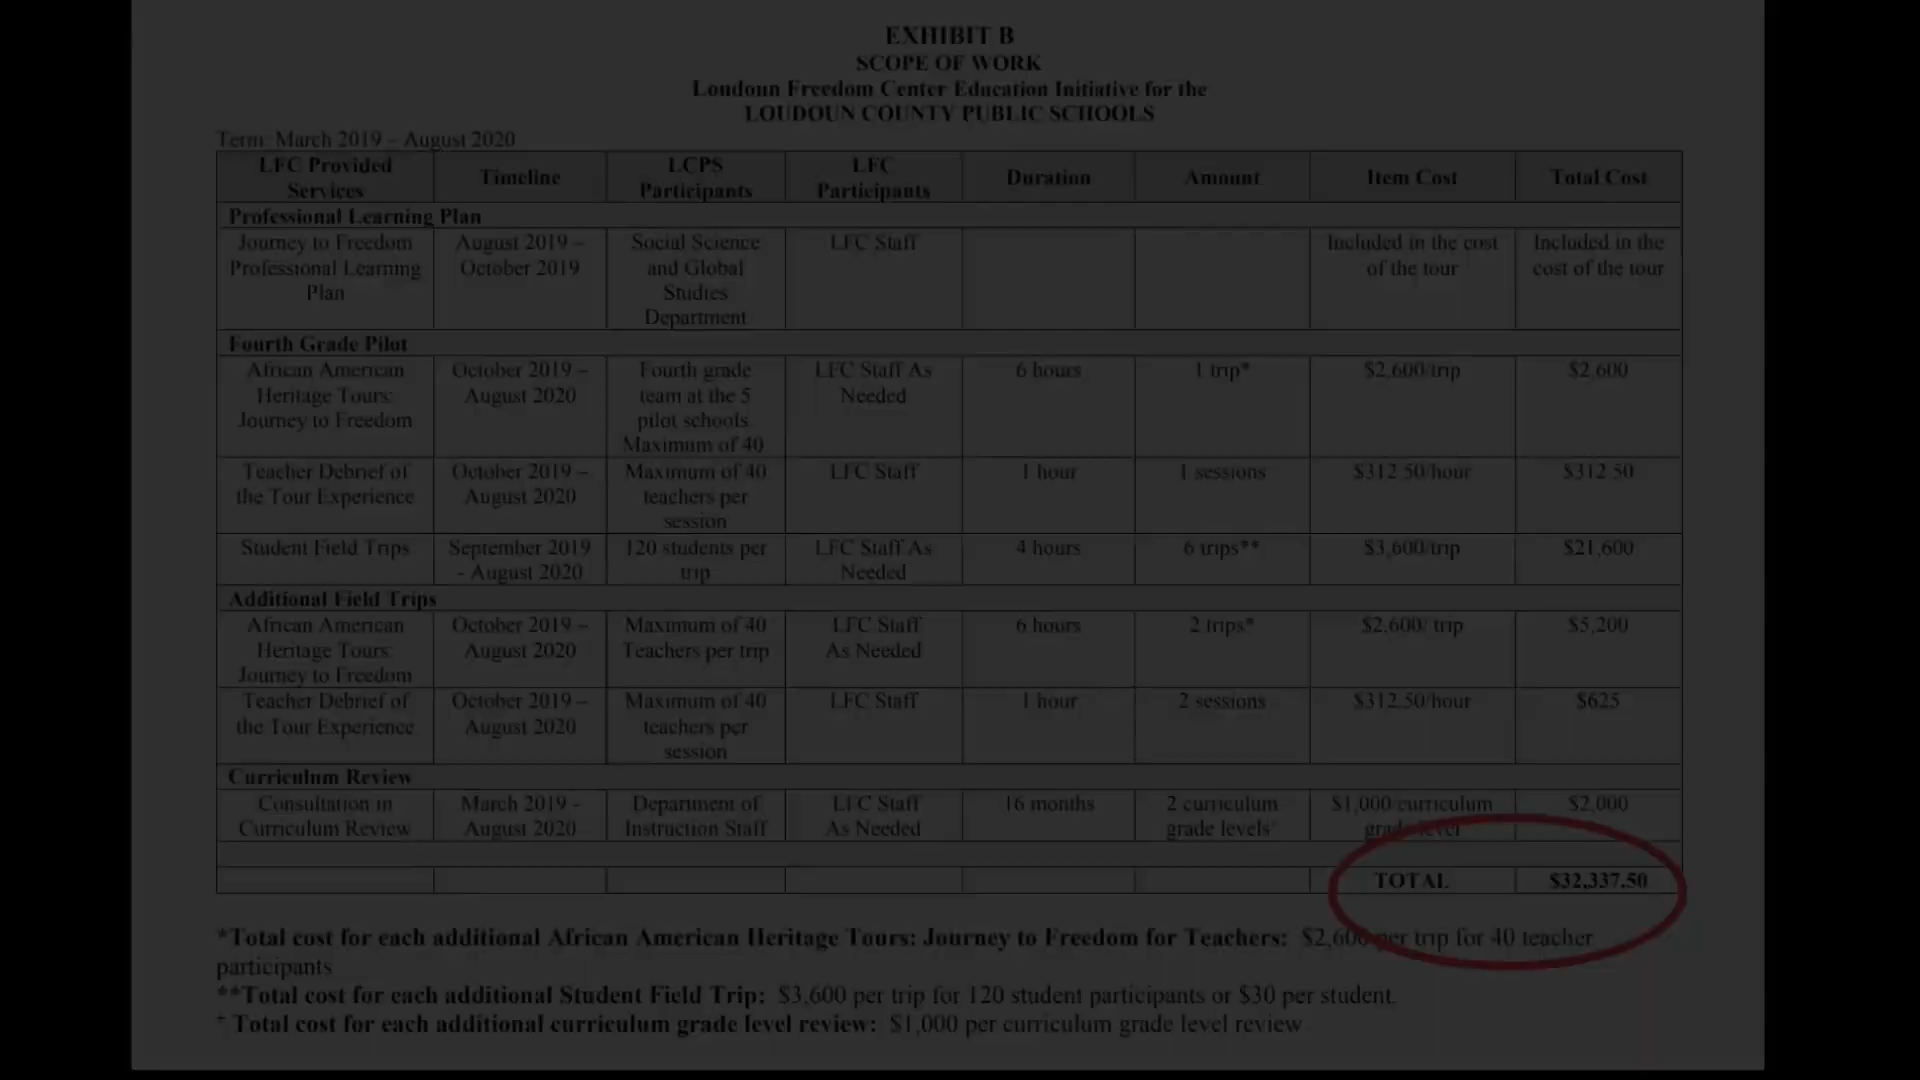 EXHIBIT B
SCOPE OF WORK
Loudoun Freedom Center Education Initiative for the
LOUDOUN COUNTY PUBLIC SCHOOLS
Term: March 2019 – August 2020
LFC Provided Services Timeline LCPS Participants LFC Participants Duration Amount Item Cost Total Cost
Professional Learning Plan
Journey to Freedom August 2019 – Social Science LFC Staff Included in the cost Included in the
Professional Learning October 2019 and Global of the tour cost of the tour
Plan Studies
Department
Fourth Grade Pilot
African American October 2019 – Fourth grade LFC Staff As 6 hours 1 trip* $2,600/trip $2,600
Heritage Tours: August 2020 team at the 5 Needed
Journey to Freedom pilot schools
Maximum of 40
Teacher Debrief of October 2019 – Maximum of 40 LFC Staff 1 hour 1 sessions $312.50/hour $312.50
the Tour Experience August 2020 teachers per
session
Student Field Trips September 2019 120 students per LFC Staff As 4 hours 6 trips** $3,600/trip $21,600
- August 2020 trip Needed
Additional Field Trips
African American October 2019 – Maximum of 40 LFC Staff 6 hours 2 trips* $2,600/ trip $5,200
Heritage Tours: August 2020 Teachers per trip As Needed
Journey to Freedom
Teacher Debrief of October 2019 – Maximum of 40 LFC Staff 1 hour 2 sessions $312.50/hour $625
the Tour Experience August 2020 teachers per
session
Curriculum Review
Consultation in March 2019 - Department of LFC Staff 16 months 2 curriculum $1,000/curriculum $2,000
Curriculum Review August 2020 Instruction Staff As Needed grade levels⁺ grade level
TOTAL $32,337.50
*Total cost for each additional African American Heritage Tours: Journey to Freedom for Teachers: $2,600 per trip for 40 teacher
participants
**Total cost for each additional Student Field Trip: $3,600 per trip for 120 student participants or $30 per student.
⁺ Total cost for each additional curriculum grade level review: $1,000 per curriculum grade level review